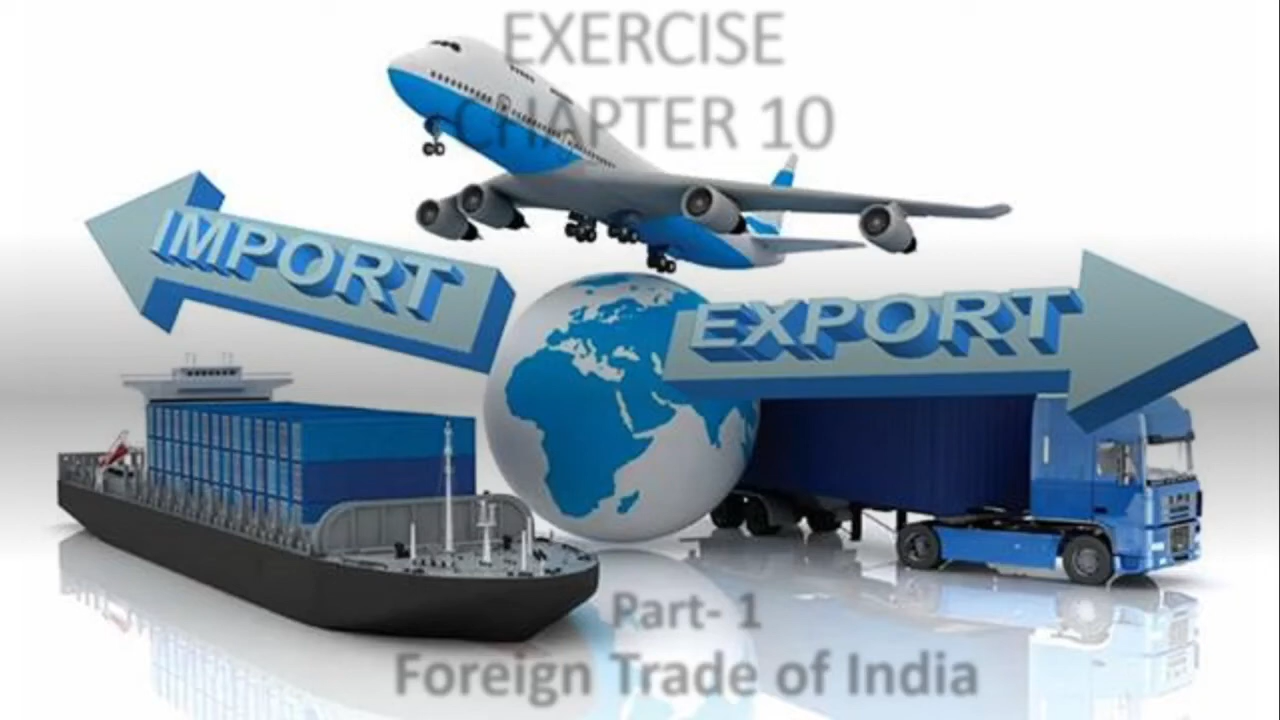 EXERCISE
CHAPTER 10
IMPORT
EXPORT
Part- 1
Foreign Trade of India